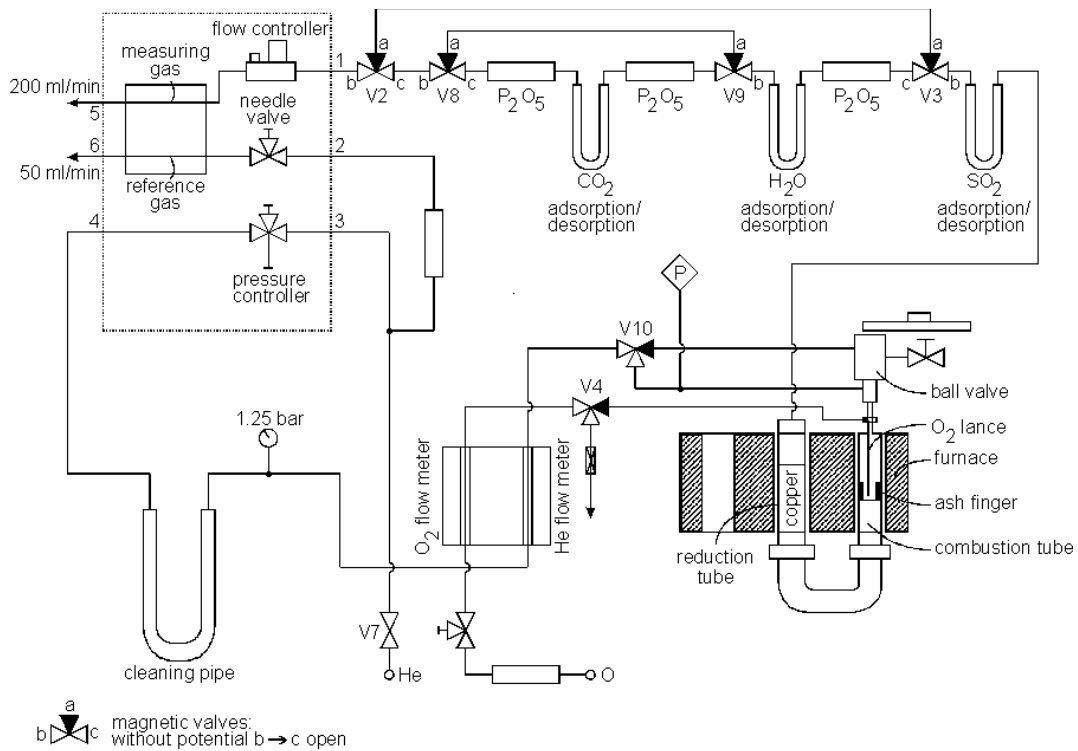 flow controller
measuring
gas
200 ml/min
5
needle
valve
6
50 ml/min
reference
gas
4
pressure
controller
1
2
3
a
b
c
V2
a
b
c
V8
P2O5
CO2
adsorption/
desorption
P2O5
a
b
V9
H2O
adsorption/
desorption
P2O5
a
c
b
V3
SO2
adsorption/
desorption
P
V10
V4
ball valve
O2 lance
furnace
ash finger
combustion tube
copper
reduction
tube
1.25 bar
O2 flow meter
He flow meter
cleaning pipe
V7
He
O
a
b
c
magnetic valves:
without potential b → c open